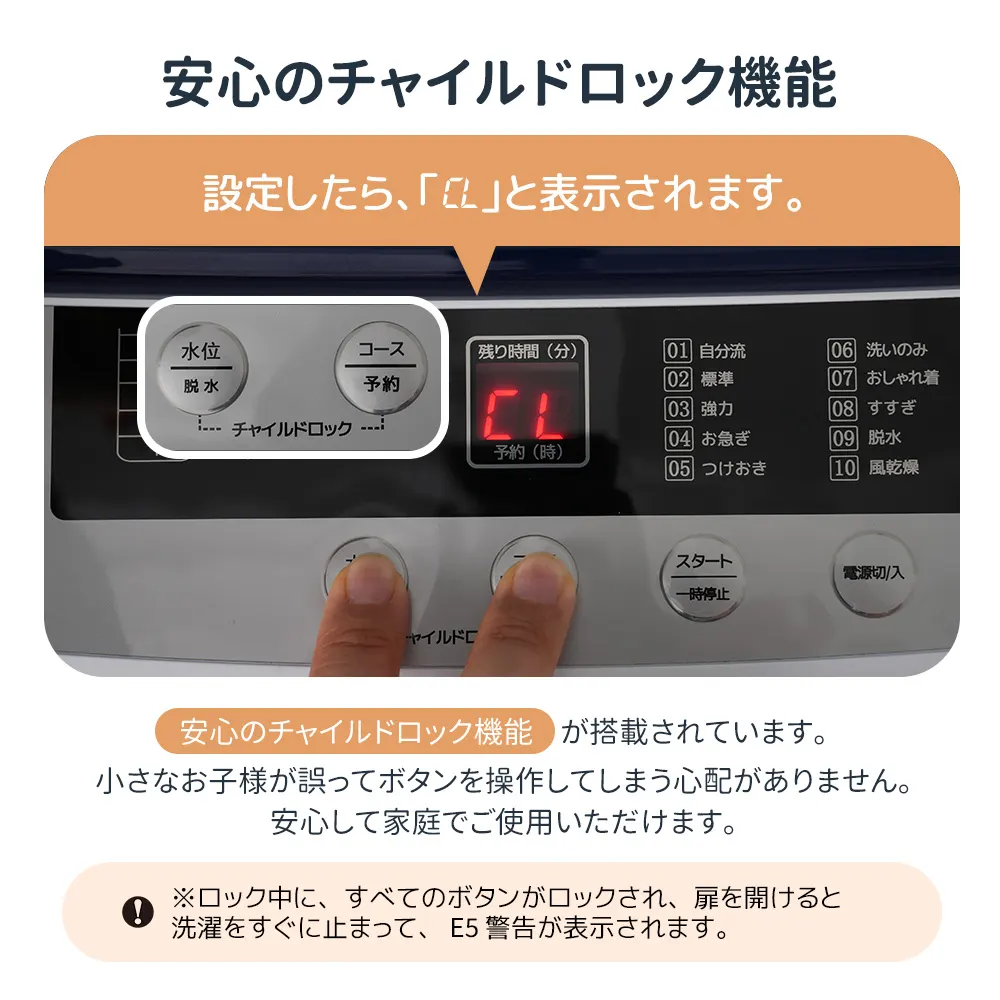 安心のチャイルドロック機能
設定したら、「CL」と表示されます。
水位
脱水
コース
予約
チャイルドロック
残り時間（分）
CL
予約（時）
01 自分流
02 標準
03 強力
04 お急ぎ
05 つけおき
06 洗いのみ
07 おしゃれ着
08 すすぎ
09 脱水
10 風乾燥
スタート
一時停止
電源切/入
ャイルドロ
安心のチャイルドロック機能 が搭載されています。
小さなお子様が誤ってボタンを操作してしまう心配がありません。
安心して家庭でご使用いただけます。
※ロック中に、すべてのボタンがロックされ、扉を開けると
洗濯をすぐに止まって、 E5 警告が表示されます。